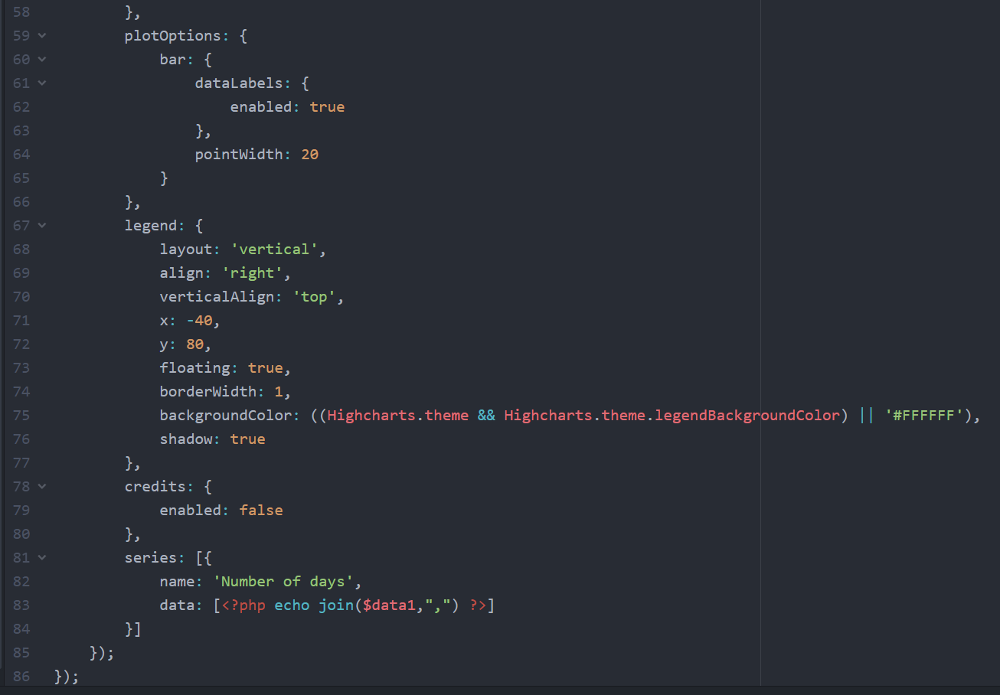 58         },
59         plotOptions: {
60             bar: {
61                 dataLabels: {
62                     enabled: true
63                 },
64                 pointWidth: 20
65             }
66         },
67         legend: {
68             layout: 'vertical',
69             align: 'right',
70             verticalAlign: 'top',
71             x: -40,
72             y: 80,
73             floating: true,
74             borderWidth: 1,
75             backgroundColor: ((Highcharts.theme && Highcharts.theme.legendBackgroundColor) || '#FFFFFF'),
76             shadow: true
77         },
78         credits: {
79             enabled: false
80         },
81         series: [{
82             name: 'Number of days',
83             data: [<?php echo join($data1,",") ?>]
84         }]
85     });
86 });